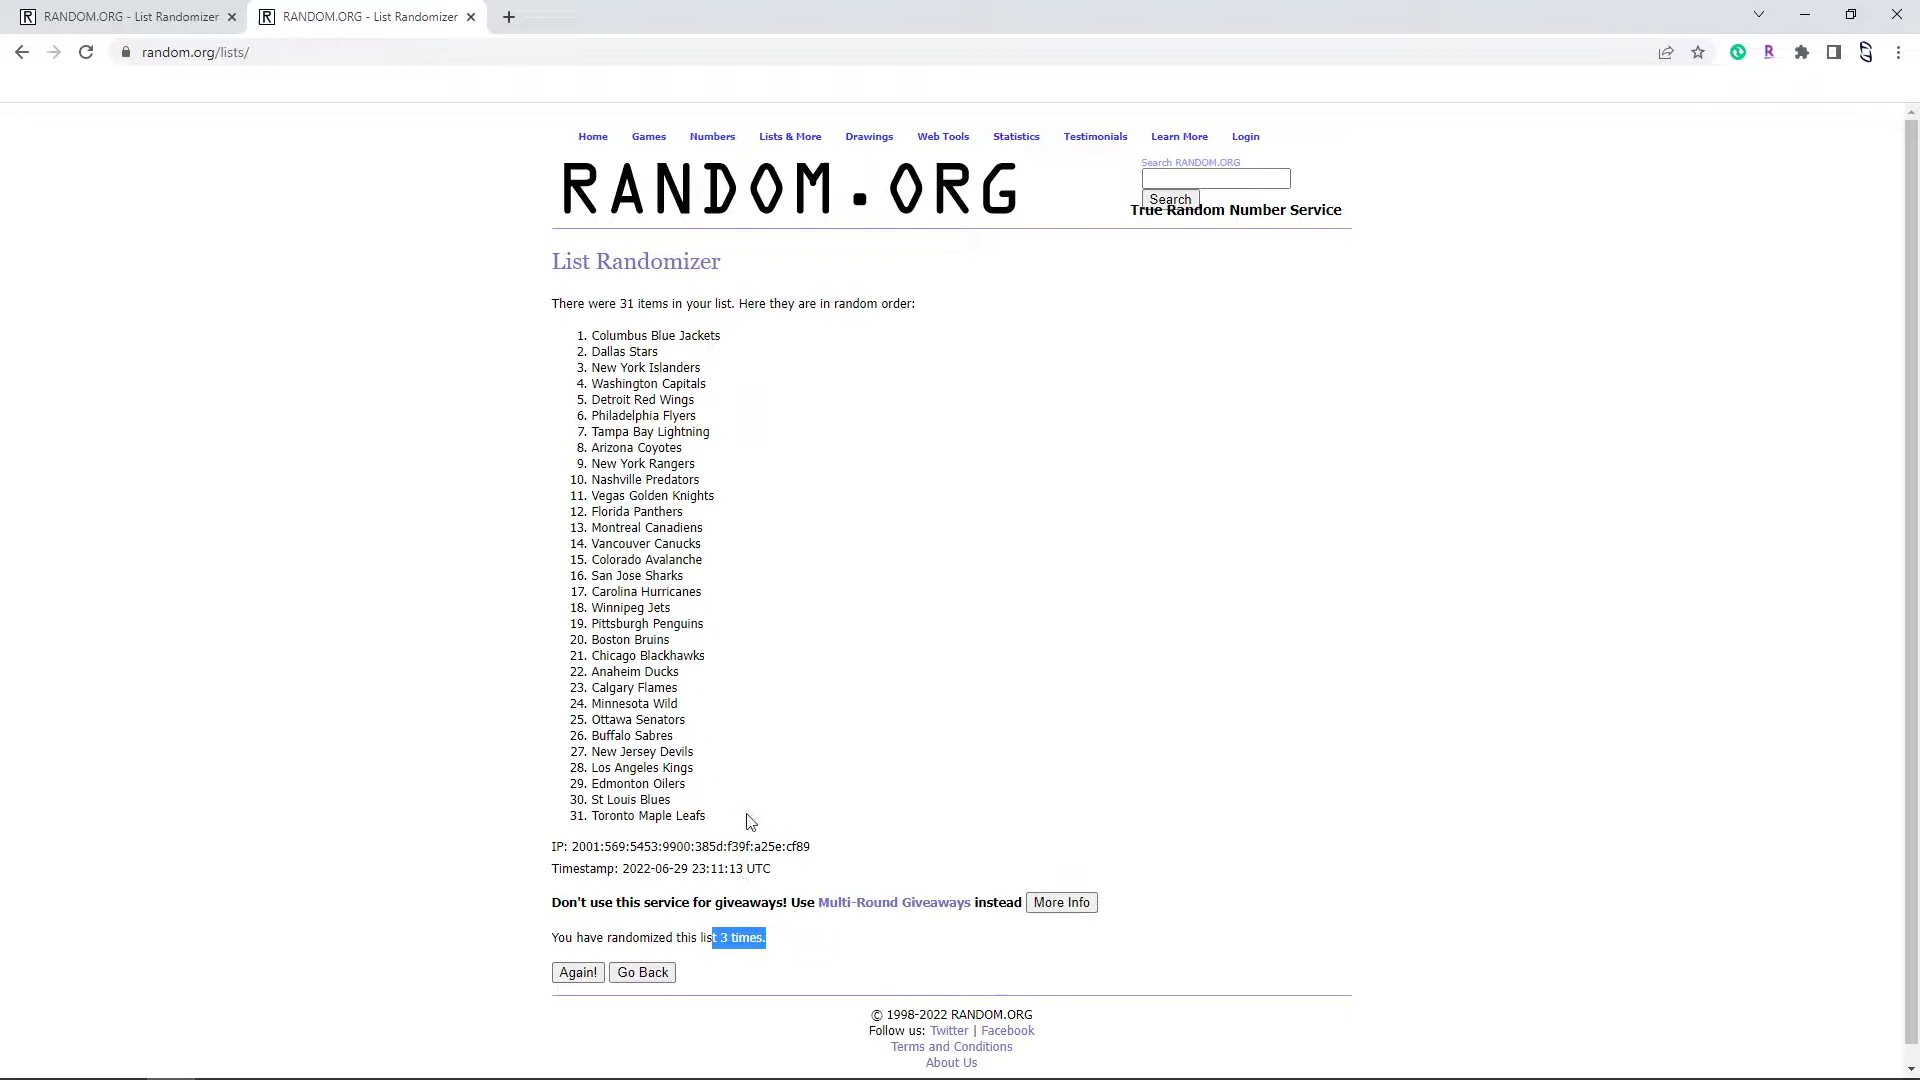 RANDOM.ORG - List Randomizer
RANDOM.ORG - List Randomizer
random.org/lists/
Home Games Numbers Lists & More Drawings Web Tools Statistics Testimonials Learn More Login
RANDOM.ORG
Search RANDOM.ORG
Search
True Random Number Service
List Randomizer
There were 31 items in your list. Here they are in random order:
1. Columbus Blue Jackets
2. Dallas Stars
3. New York Islanders
4. Washington Capitals
5. Detroit Red Wings
6. Philadelphia Flyers
7. Tampa Bay Lightning
8. Arizona Coyotes
9. New York Rangers
10. Nashville Predators
11. Vegas Golden Knights
12. Florida Panthers
13. Montreal Canadiens
14. Vancouver Canucks
15. Colorado Avalanche
16. San Jose Sharks
17. Carolina Hurricanes
18. Winnipeg Jets
19. Pittsburgh Penguins
20. Boston Bruins
21. Chicago Blackhawks
22. Anaheim Ducks
23. Calgary Flames
24. Minnesota Wild
25. Ottawa Senators
26. Buffalo Sabres
27. New Jersey Devils
28. Los Angeles Kings
29. Edmonton Oilers
30. St Louis Blues
31. Toronto Maple Leafs
IP: 2001:569:5453:9900:385d:f39f:a25e:cf89
Timestamp: 2022-06-29 23:11:13 UTC
Don't use this service for giveaways! Use Multi-Round Giveaways instead More Info
You have randomized this list 3 times.
Again! Go Back
© 1998-2022 RANDOM.ORG
Follow us: Twitter | Facebook
Terms and Conditions
About Us